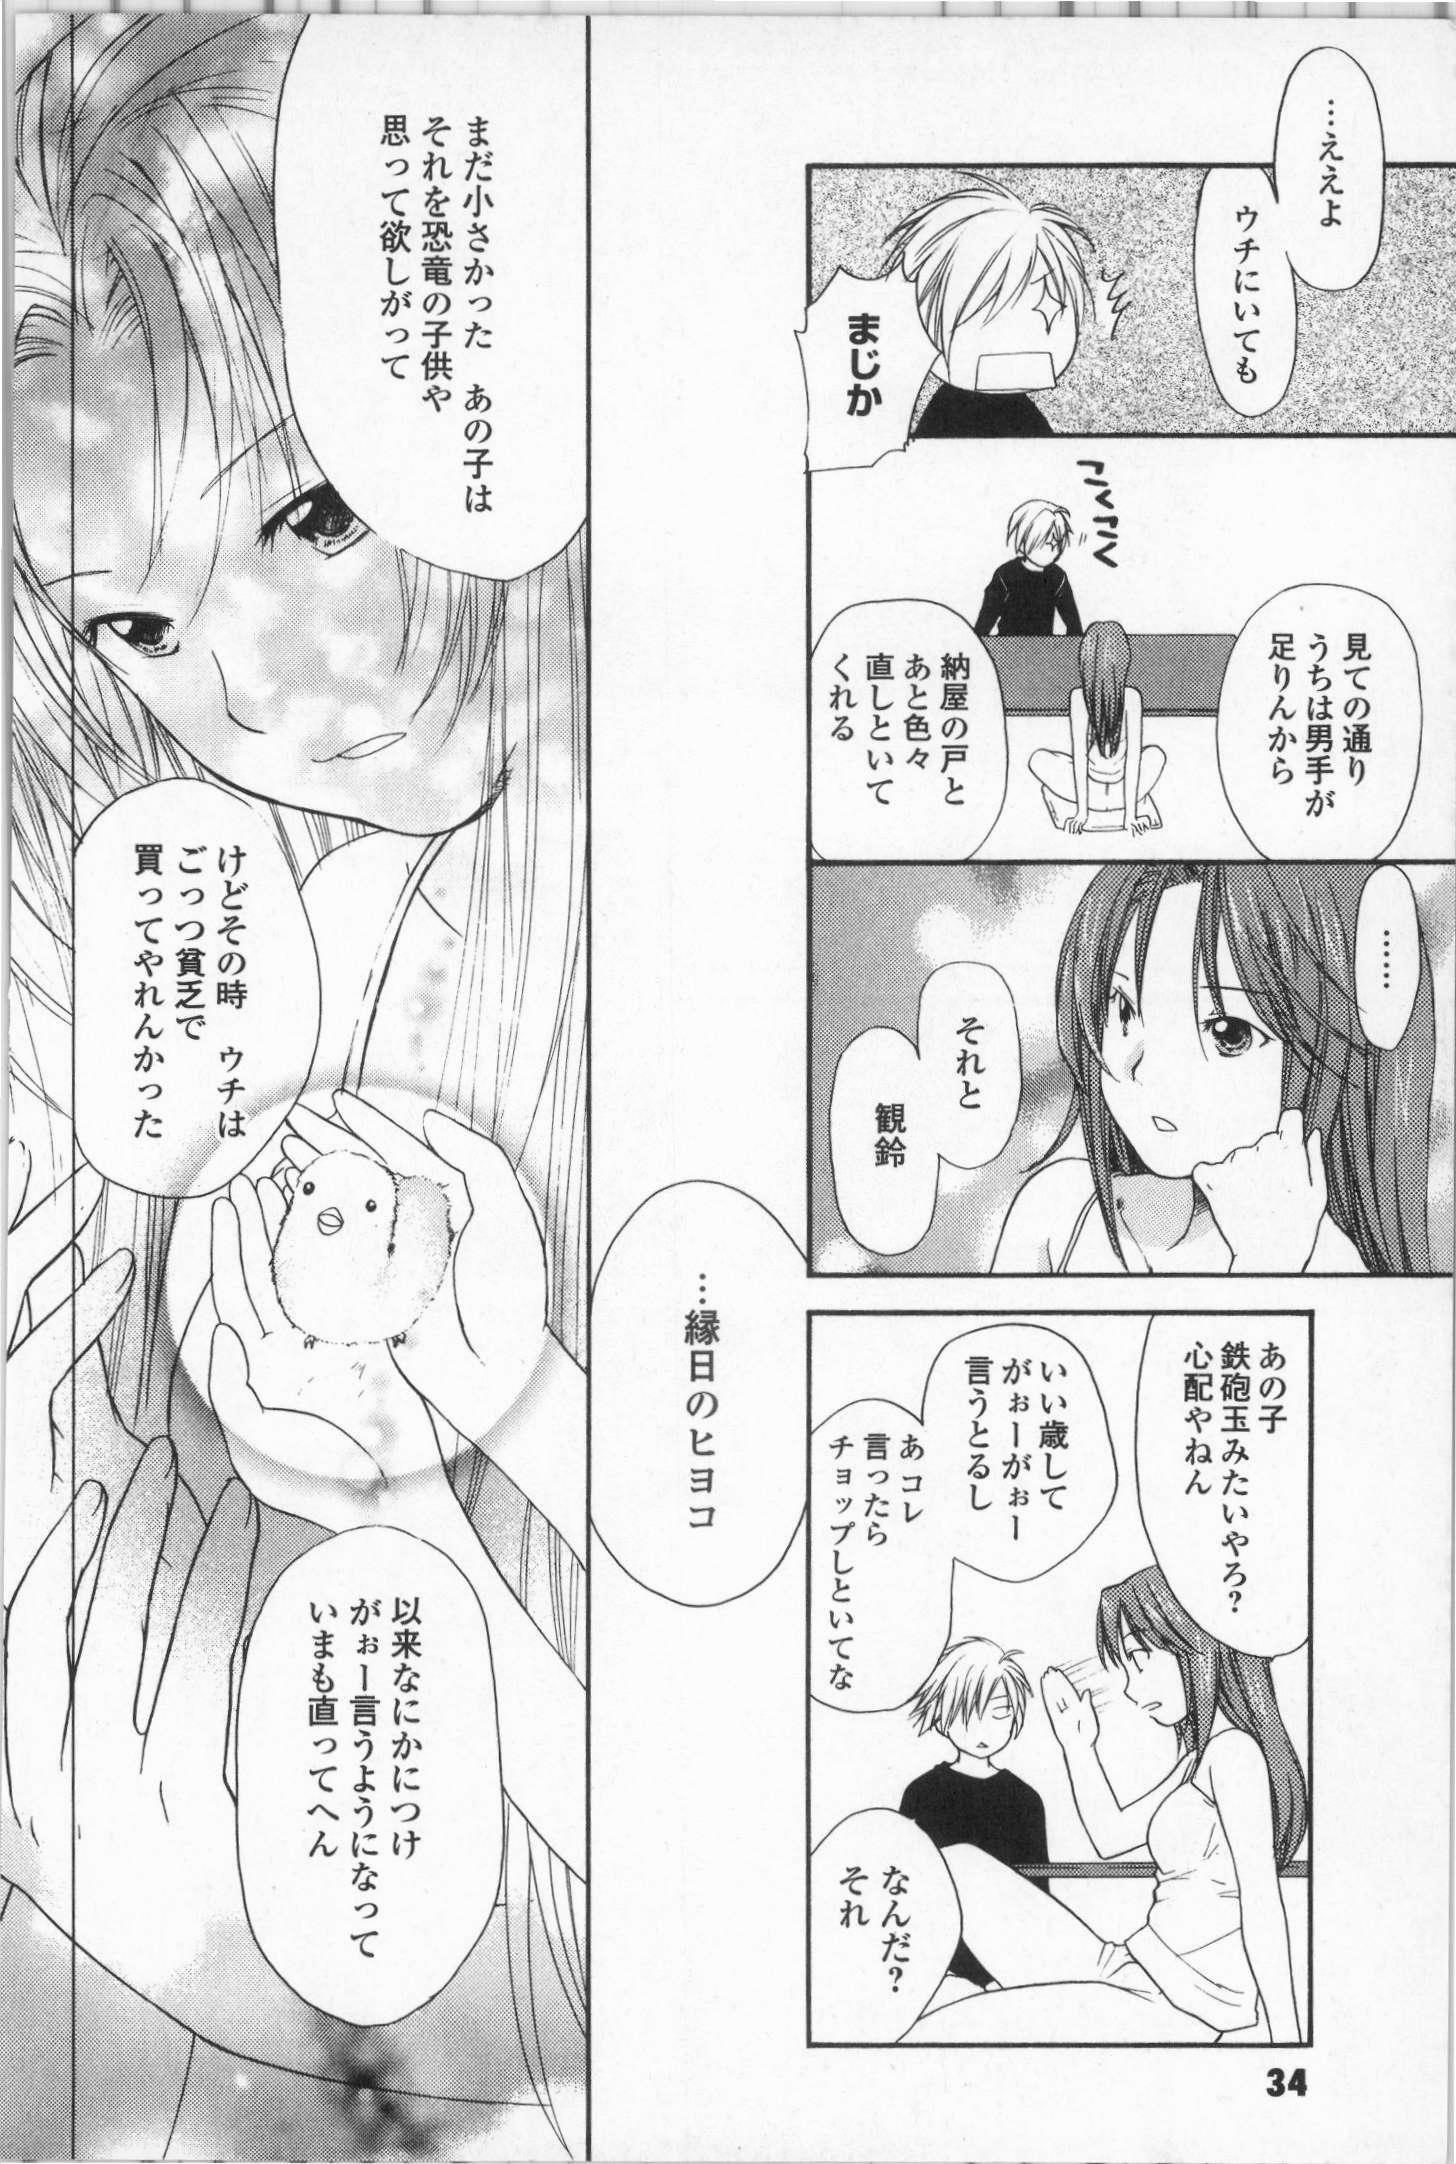 …ええよ
ウチにいても
まじか
こくこく
見ての通り
うちは男手が
足りんから
納屋の戸と
あと色々
直しといて
くれる
……
それと
観鈴
あの子
鉄砲玉みたいやろ?
心配やねん
いい歳して
がぉーがぉー
言うとるし
あコレ
言ったら
チョップしといてな
なんだ?
それ
…縁日のヒヨコ
まだ小さかった あの子は
それを恐竜の子供や
思って欲しがって
けどその時 ウチは
ごっつ貧乏で
買ってやれんかった
以来なにかにつけ
がぉー言うようになって
いまも直ってへん
34